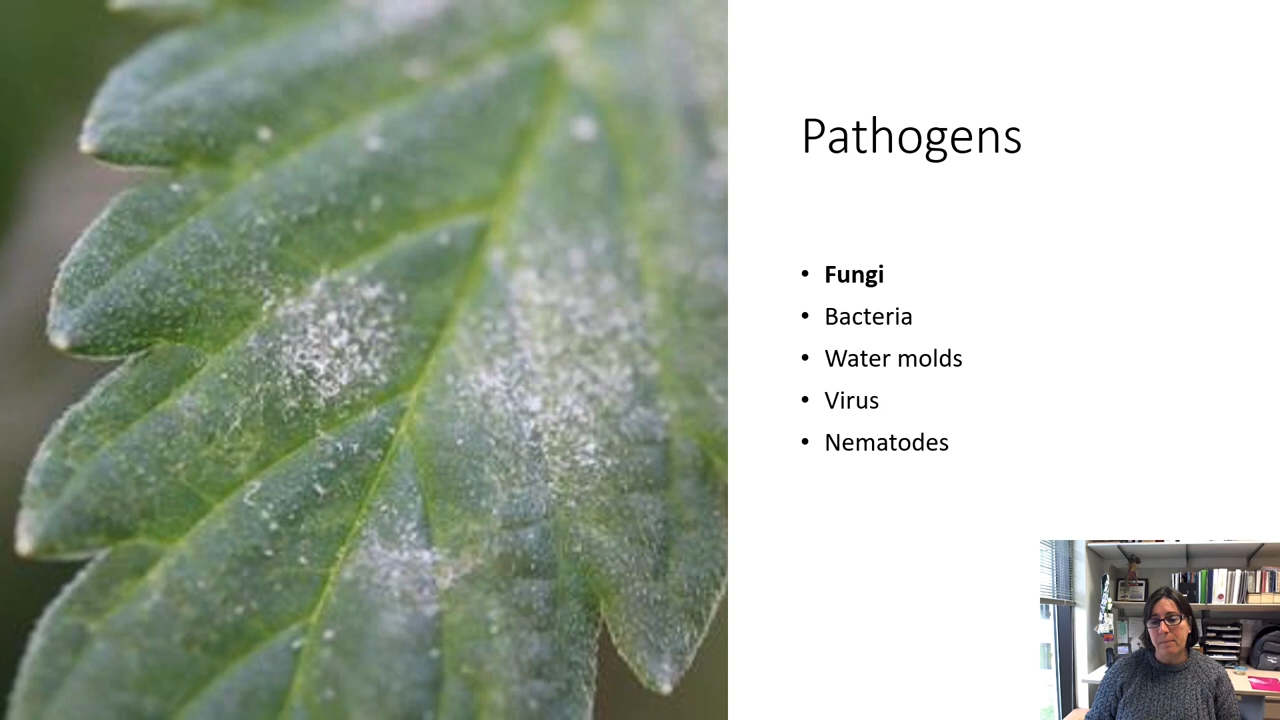 Pathogens
• Fungi
• Bacteria
• Water molds
• Virus
• Nematodes